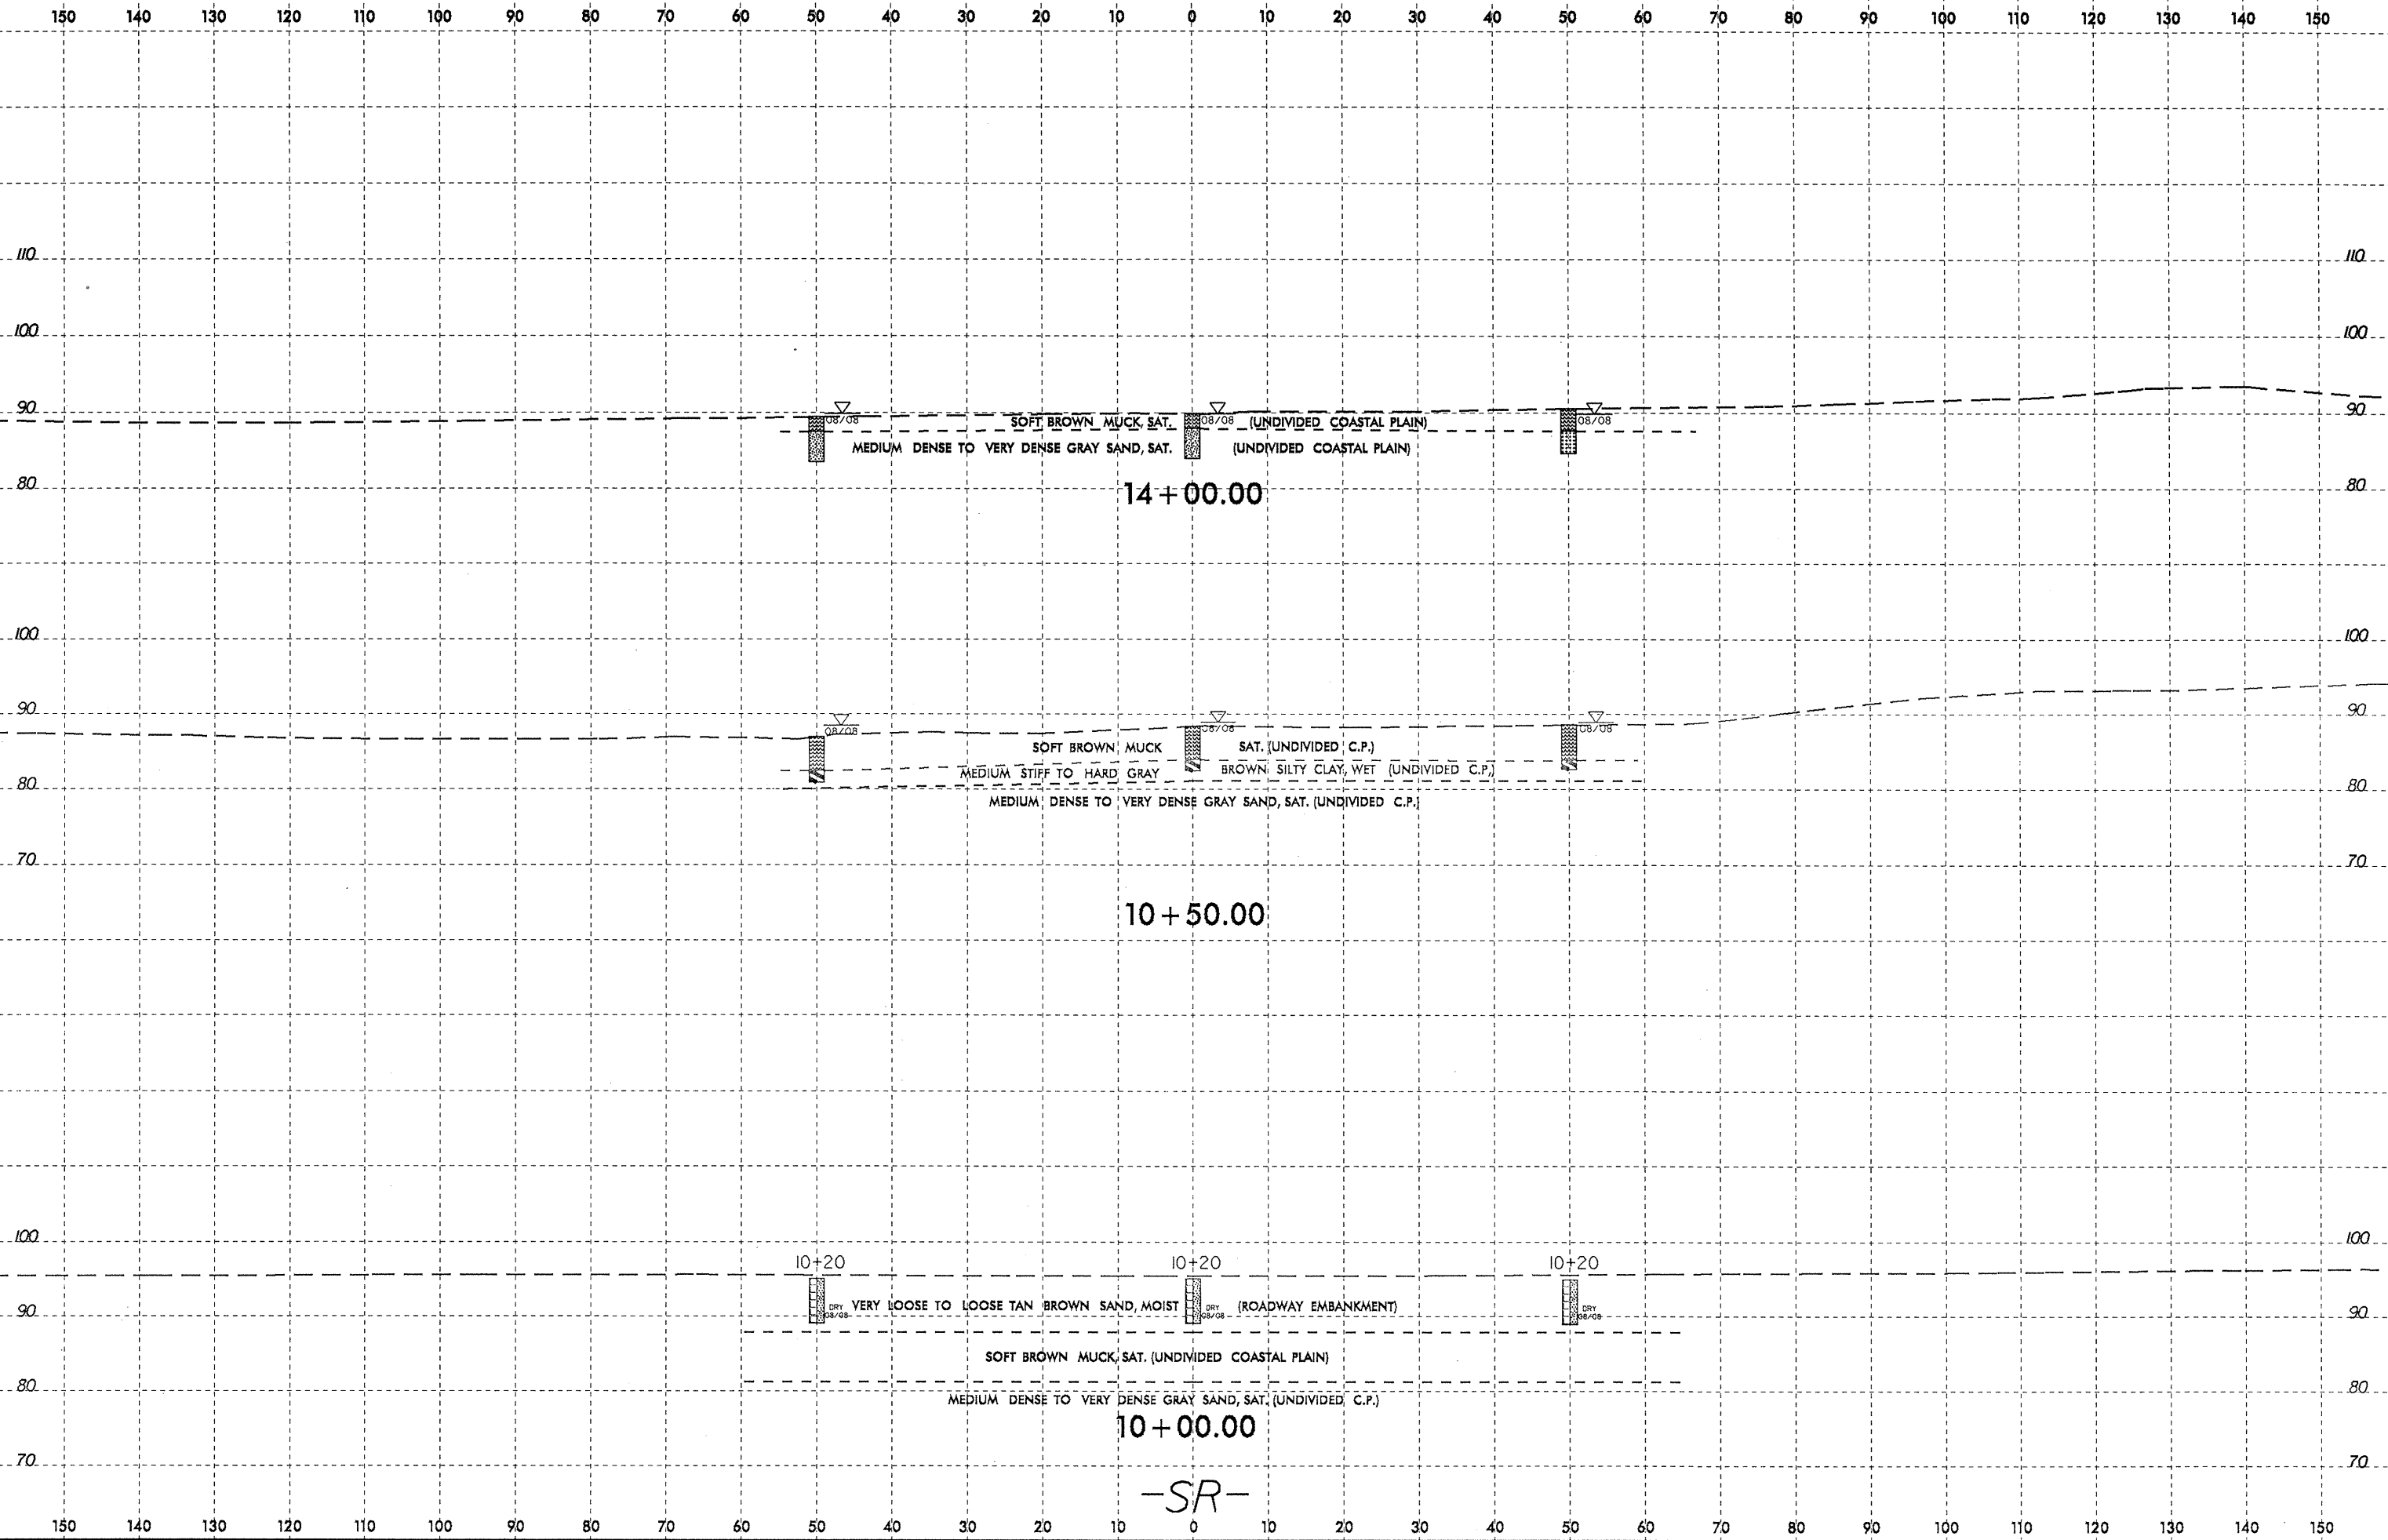 150 140 130 120 110 100 90 80 70 60 50 40 30 20 10 0 10 20 30 40 50 60 70 80 90 100 110 120 130 140 150
110 110
100 100
90 90
08/08 SOFT BROWN MUCK, SAT. 08/08 (UNDIVIDED COASTAL PLAIN) 08/08
MEDIUM DENSE TO VERY DENSE GRAY SAND, SAT. (UNDIVIDED COASTAL PLAIN)
80 80
14+00.00
100 100
90 90
08/08 08/08 08/08
SOFT BROWN MUCK SAT. (UNDIVIDED C.P.)
MEDIUM STIFF TO HARD GRAY BROWN SILTY CLAY, WET (UNDIVIDED C.P.)
80 80
MEDIUM DENSE TO VERY DENSE GRAY SAND, SAT. (UNDIVIDED C.P.)
70 70
10+50.00
100 100
10+20 10+20 10+20
DRY VERY LOOSE TO LOOSE TAN BROWN SAND, MOIST DRY (ROADWAY EMBANKMENT) DRY
08/08 08/08 08/08
90 90
SOFT BROWN MUCK, SAT. (UNDIVIDED COASTAL PLAIN)
80 80
MEDIUM DENSE TO VERY DENSE GRAY SAND, SAT. (UNDIVIDED C.P.)
10+00.00
70 70
-SR-
150 140 130 120 110 100 90 80 70 60 50 40 30 20 10 0 10 20 30 40 50 60 70 80 90 100 110 120 130 140 150